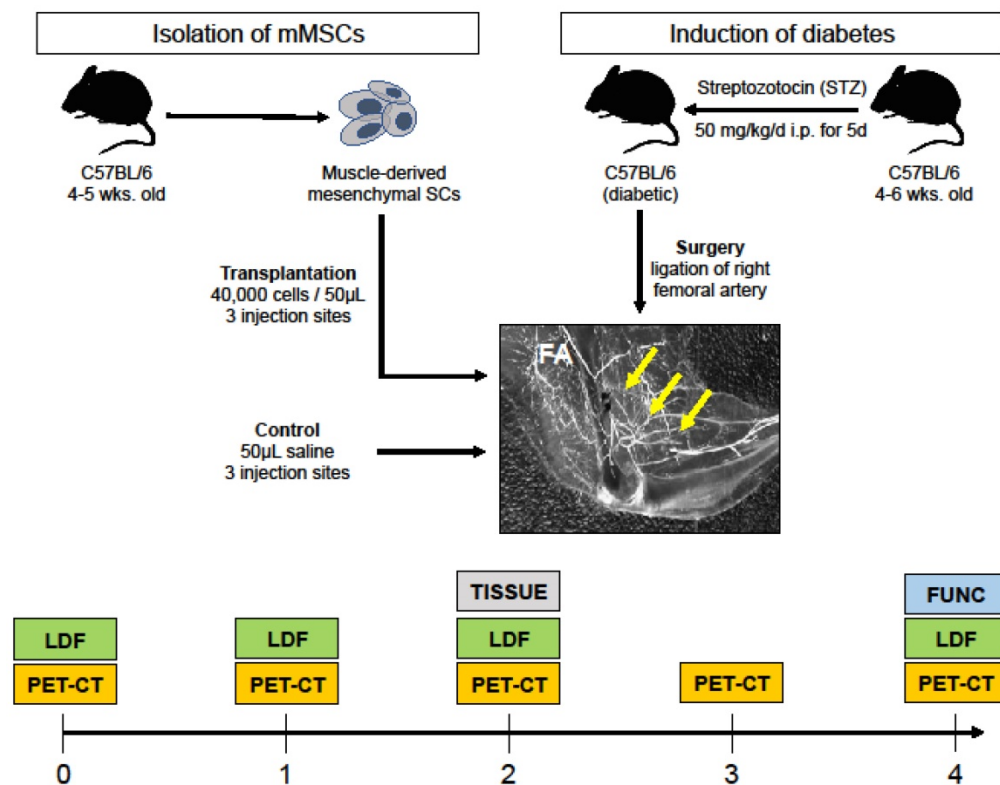 Isolation of mMSCs
Induction of diabetes
Streptozotocin (STZ)
50 mg/kg/d i.p. for 5d
C57BL/6
4-5 wks. old
Muscle-derived
mesenchymal SCs
C57BL/6
(diabetic)
C57BL/6
4-6 wks. old
Surgery
ligation of right
femoral artery
Transplantation
40,000 cells / 50µL
3 injection sites
FA
Control
50µL saline
3 injection sites
TISSUE
FUNC
LDF
LDF
LDF
LDF
PET-CT
PET-CT
PET-CT
PET-CT
PET-CT
0
1
2
3
4